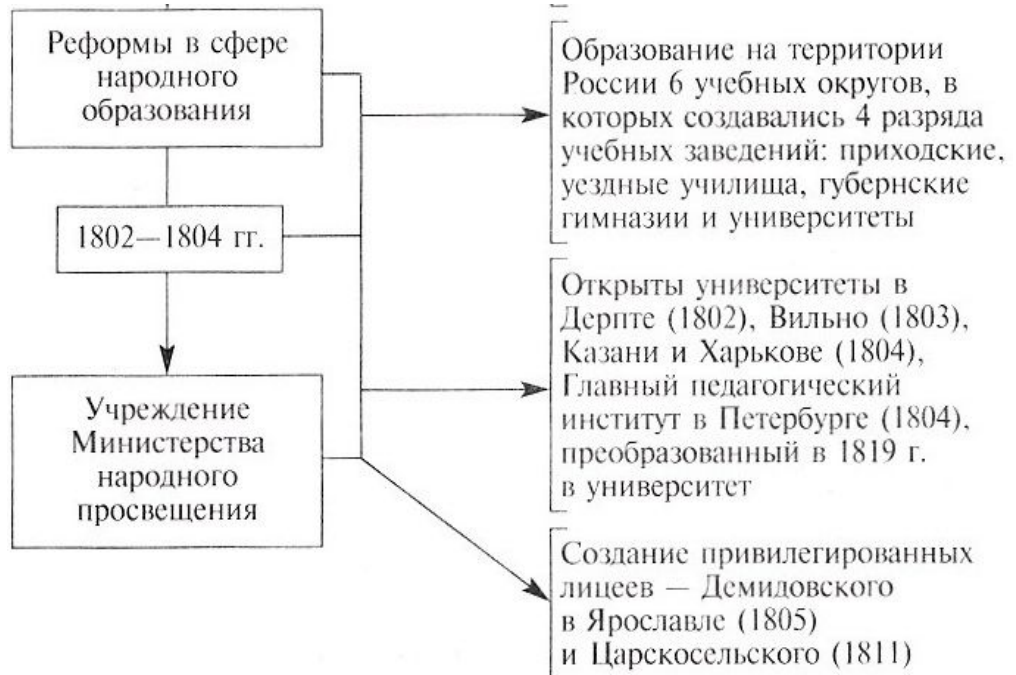 Реформы в сфере
народного
образования
1802—1804 гг.
Учреждение
Министерства
народного
просвещения
Образование на территории
России 6 учебных округов, в
которых создавались 4 разряда
учебных заведений: приходские,
уездные училища, губернские
гимназии и университеты
Открыты университеты в
Дерпте (1802), Вильно (1803),
Казани и Харькове (1804),
Главный педагогический
институт в Петербурге (1804),
преобразованный в 1819 г.
в университет
Создание привилегированных
лицеев — Демидовского
в Ярославле (1805)
и Царскосельского (1811)